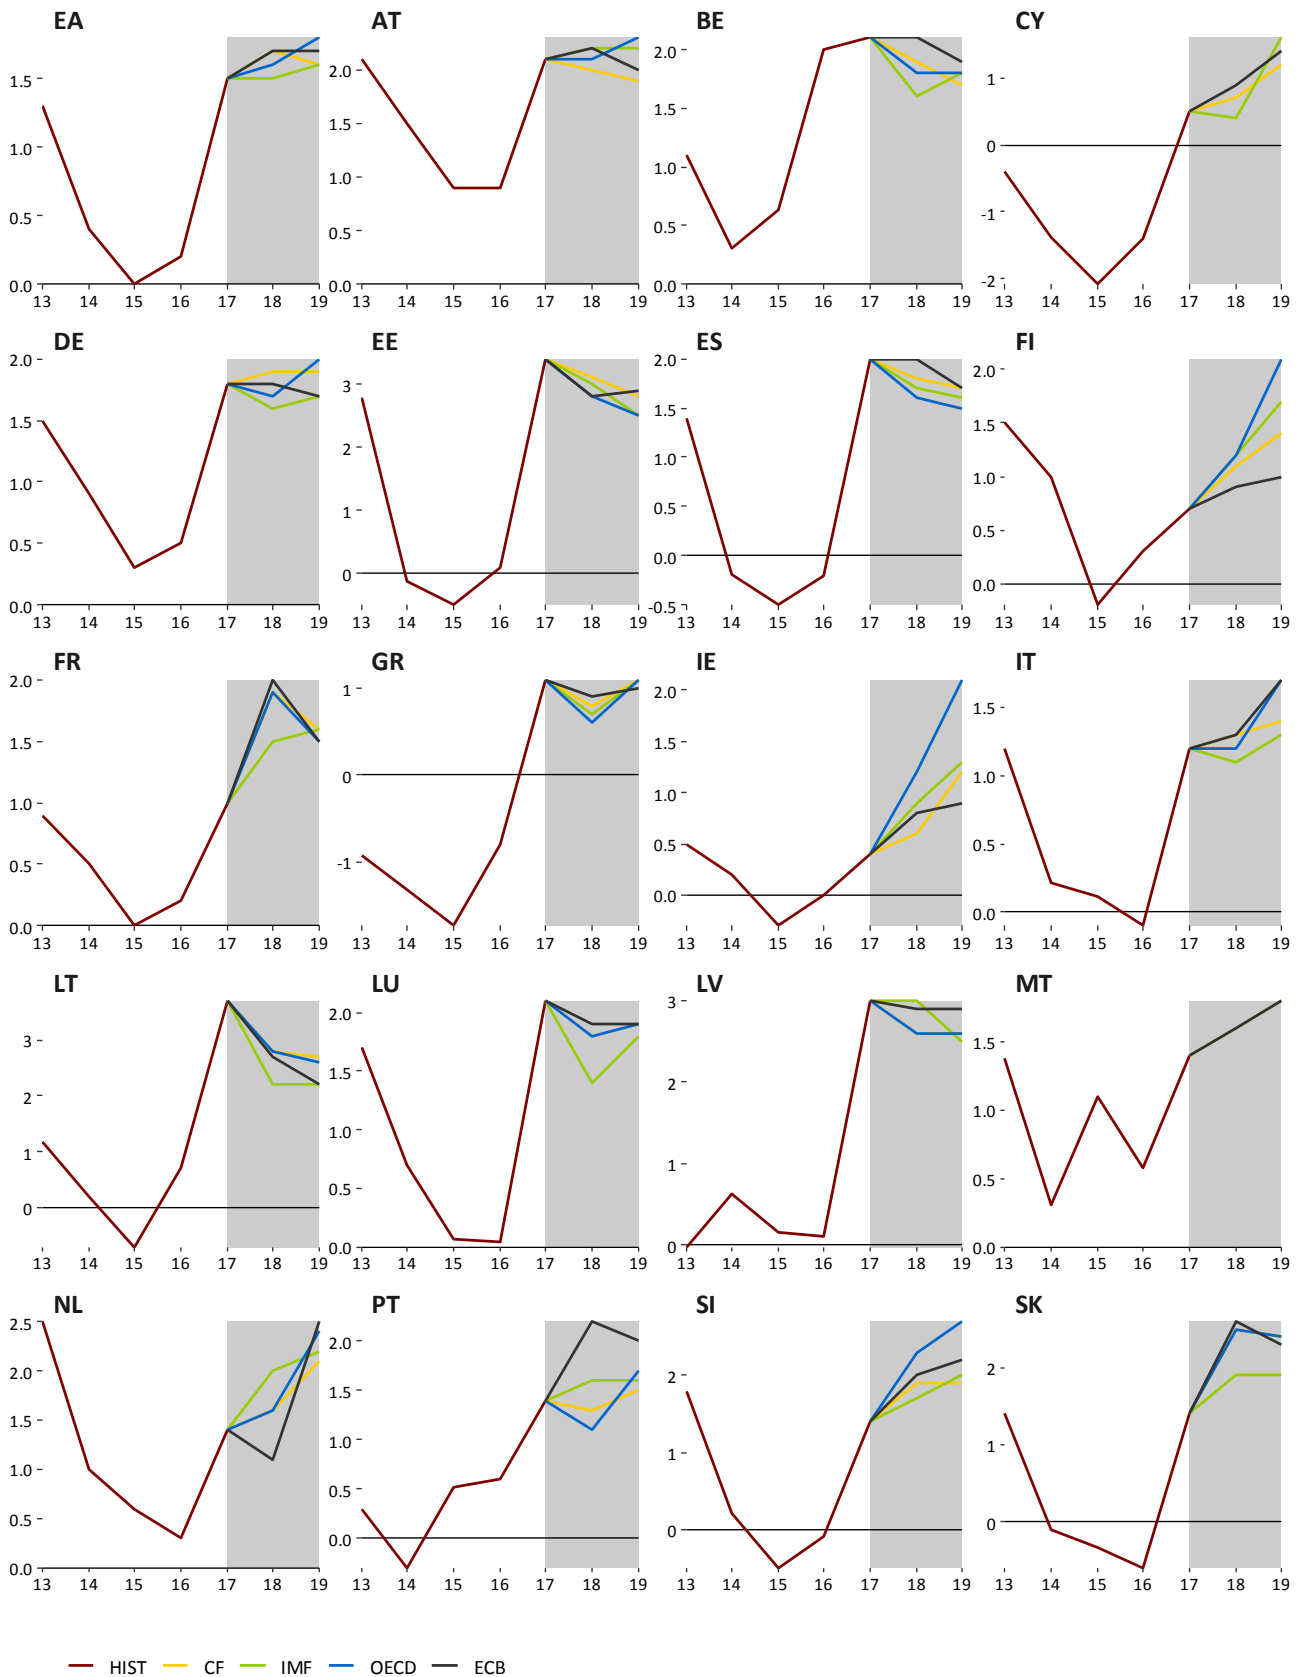 EA AT BE CY
1.5 2.0 2.0 1
1.5 1.5 0
1.0 1.0 1.0
0.5 0.5 0.5 -1
0.0 0.0 0.0 -2
13 14 15 16 17 18 19 13 14 15 16 17 18 19 13 14 15 16 17 18 19 13 14 15 16 17 18 19
DE EE ES FI
2.0 3 2.0 2.0
1.5 2 1.5 1.5
1.0 1.0 1.0
1 0.5 0.5
0.5 0 0.0 0.0
0.0 -0.5
13 14 15 16 17 18 19 13 14 15 16 17 18 19 13 14 15 16 17 18 19 13 14 15 16 17 18 19
FR GR IE IT
2.0 1 2.0 1.5
1.5 1.5
0 1.0 1.0
1.0 0.5 0.5
0.5 -1 0.0 0.0
0.0
13 14 15 16 17 18 19 13 14 15 16 17 18 19 13 14 15 16 17 18 19 13 14 15 16 17 18 19
LT LU LV MT
3 2.0 3 1.5
2 1.5 2
1.0 1.0
1 0.5 1 0.5
0 0.0 0 0.0
13 14 15 16 17 18 19 13 14 15 16 17 18 19 13 14 15 16 17 18 19 13 14 15 16 17 18 19
NL PT SI SK
2.5 2.0 2 2
2.0 1.5
1.5 1.0 1 1
1.0 0.5
0.5 0.0 0 0
0.0
13 14 15 16 17 18 19 13 14 15 16 17 18 19 13 14 15 16 17 18 19 13 14 15 16 17 18 19
HIST CF IMF OECD ECB